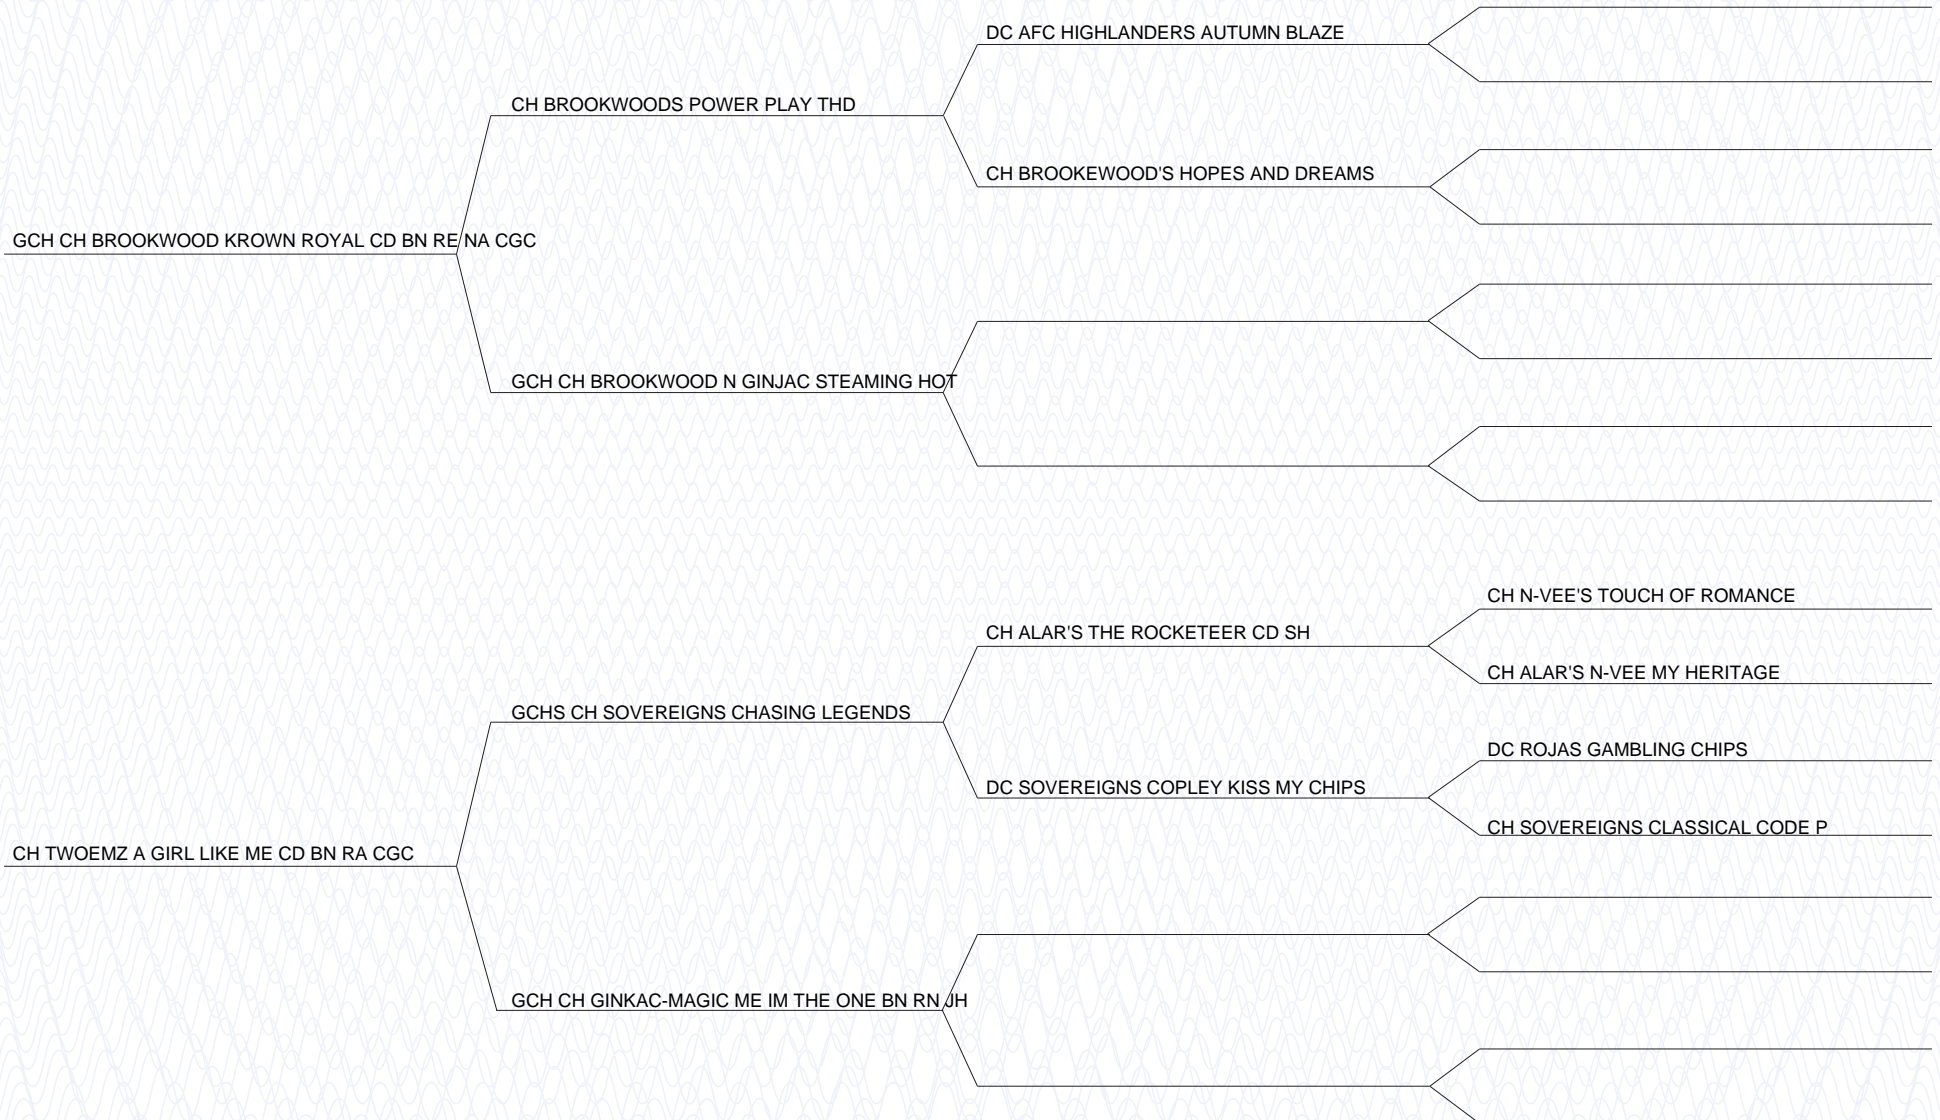 DC AFC HIGHLANDERS AUTUMN BLAZE
CH BROOKWOODS POWER PLAY THD
CH BROOKEWOOD'S HOPES AND DREAMS
GCH CH BROOKWOOD KROWN ROYAL CD BN RE NA CGC
GCH CH BROOKWOOD N GINJAC STEAMING HOT
CH N-VEE'S TOUCH OF ROMANCE
CH ALAR'S THE ROCKETEER CD SH
CH ALAR'S N-VEE MY HERITAGE
GCHS CH SOVEREIGNS CHASING LEGENDS
DC ROJAS GAMBLING CHIPS
DC SOVEREIGNS COPLEY KISS MY CHIPS
CH SOVEREIGNS CLASSICAL CODE P
CH TWOEMZ A GIRL LIKE ME CD BN RA CGC
GCH CH GINKAC-MAGIC ME IM THE ONE BN RN JH